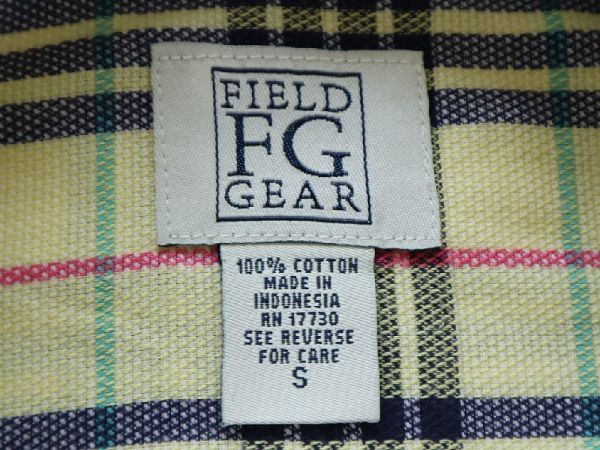 FIELD
FG
GEAR
100% COTTON
MADE IN
INDONESIA
RN 17730
SEE REVERSE
FOR CARE
S